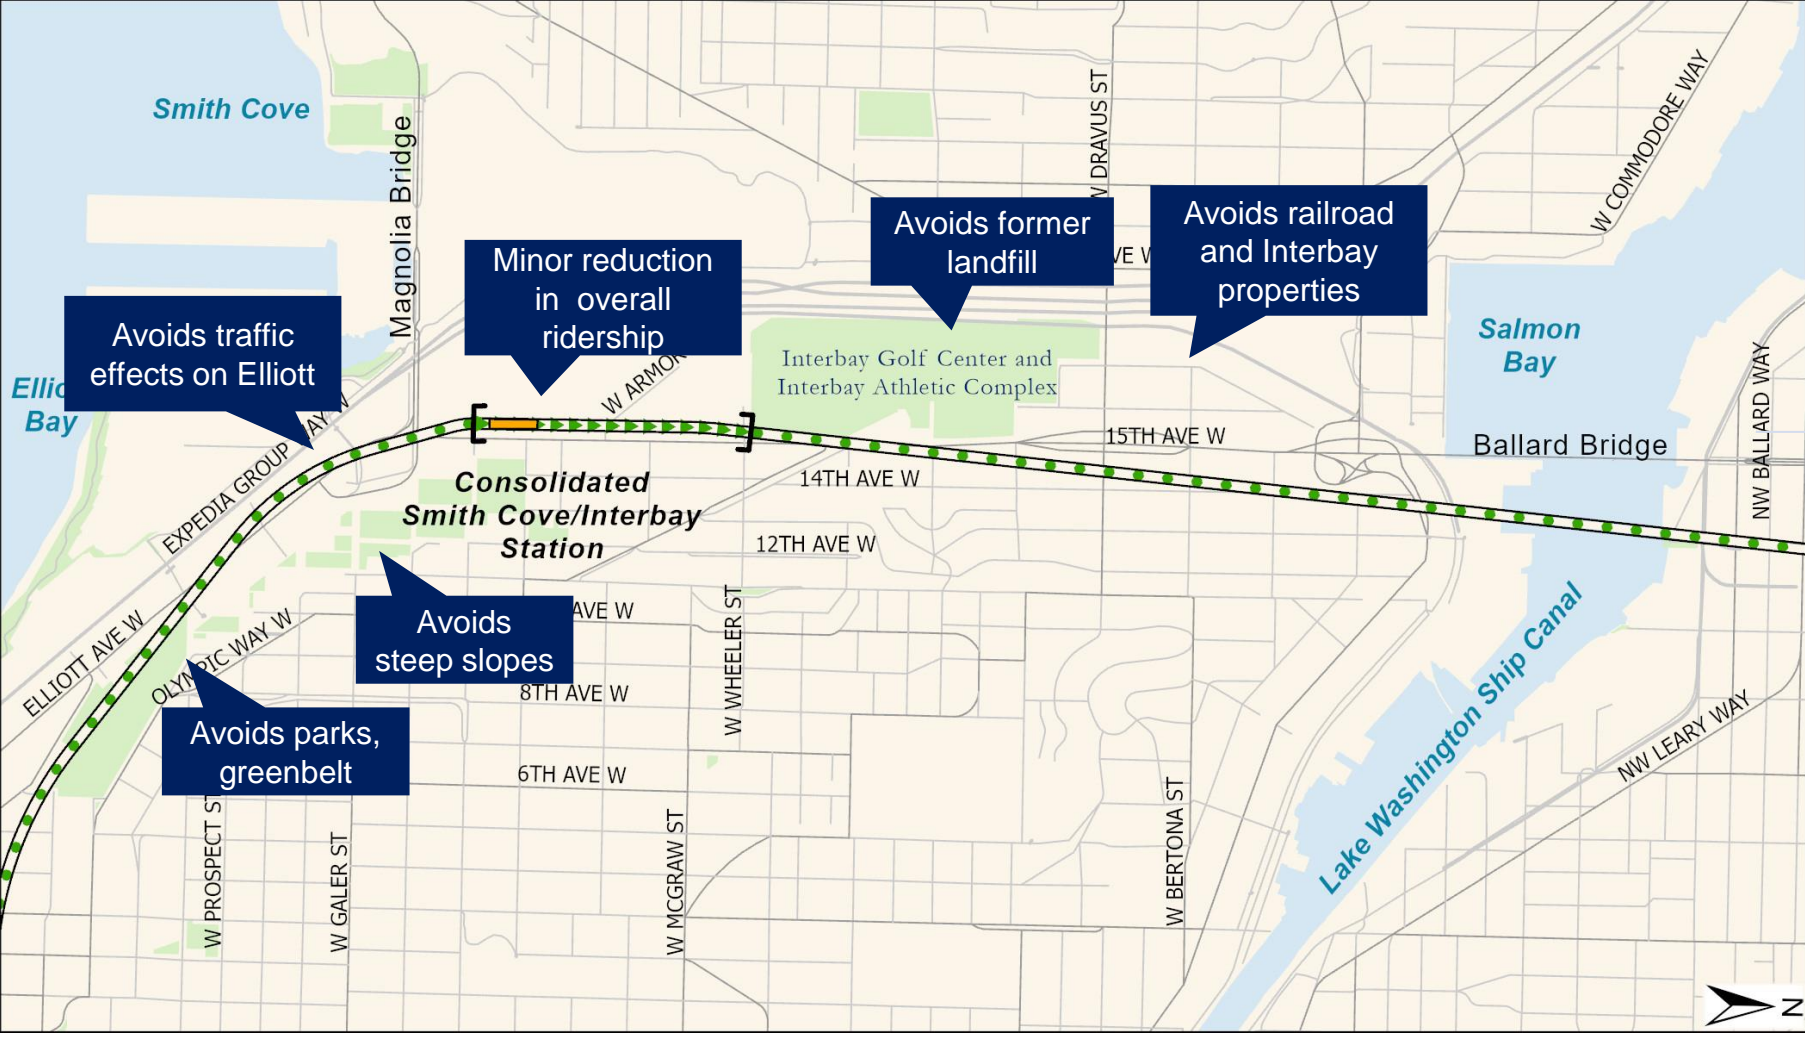 Smith Cove
Magnolia Bridge
W DRAVUS ST
W COMMODORE WAY
Avoids former
landfill
Avoids railroad
and Interbay
properties
VE W
Minor reduction
in overall
ridership
Avoids traffic
effects on Elliott
Bay
W ARMOR
Interbay Golf Center and
Interbay Athletic Complex
Salmon
Bay
NW BALLARD WAY
15TH AVE W
Ballard Bridge
EXPEDIA GROUP WAY W
Consolidated
Smith Cove/Interbay
Station
14TH AVE W
12TH AVE W
Avoids
steep slopes
AVE W
W WHEELER ST
ELLIOTT AVE W
OLYMPIC WAY W
8TH AVE W
Avoids parks,
greenbelt
6TH AVE W
Lake Washington Ship Canal
NW LEARY WAY
W PROSPECT ST
W GALER ST
W MCGRAW ST
W BERTONA ST
N